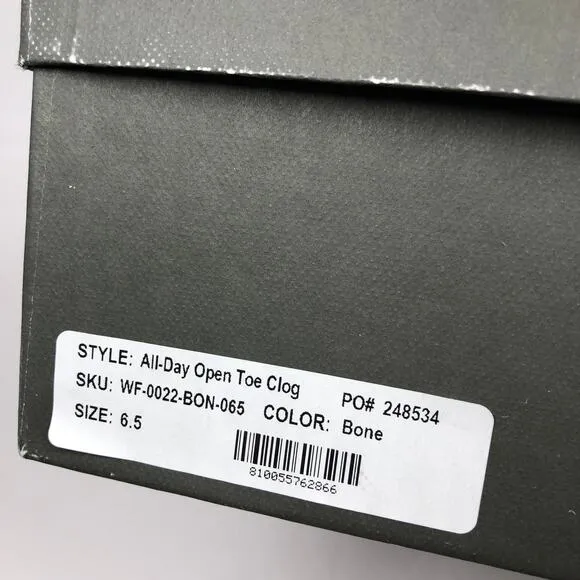 STYLE: All-Day Open Toe Clog PO# 248534
SKU: WF-0022-BON-065 COLOR: Bone
SIZE: 6.5
810055762866